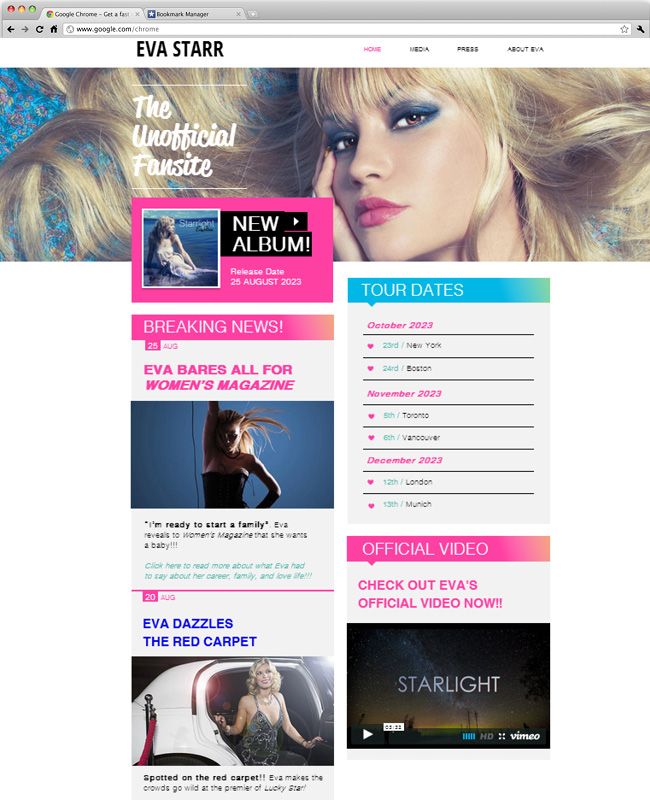 Google Chrome – Get a fast
Bookmark Manager
www.google.com/chrome
EVA STARR
HOME
MEDIA
PRESS
ABOUT EVA
The
Unofficial
Fansite
Starrlight
NEW
ALBUM!
Release Date
25 AUGUST 2023
BREAKING NEWS!
25 AUG
EVA BARES ALL FOR
WOMEN'S MAGAZINE
"I'm ready to start a family". Eva
reveals to Women's Magazine that she wants
a baby!!!
Click here to read more about what Eva had
to say about her career, family, and love life!!!
20 AUG
EVA DAZZLES
THE RED CARPET
Spotted on the red carpet!! Eva makes the
crowds go wild at the premier of Lucky Star!
TOUR DATES
October 2023
23rd / New York
24rd / Boston
November 2023
5th / Toronto
6th / Vancouver
December 2023
12th / London
13th / Munich
OFFICIAL VIDEO
CHECK OUT EVA'S
OFFICIAL VIDEO NOW!!
STARLIGHT
HD
vimeo